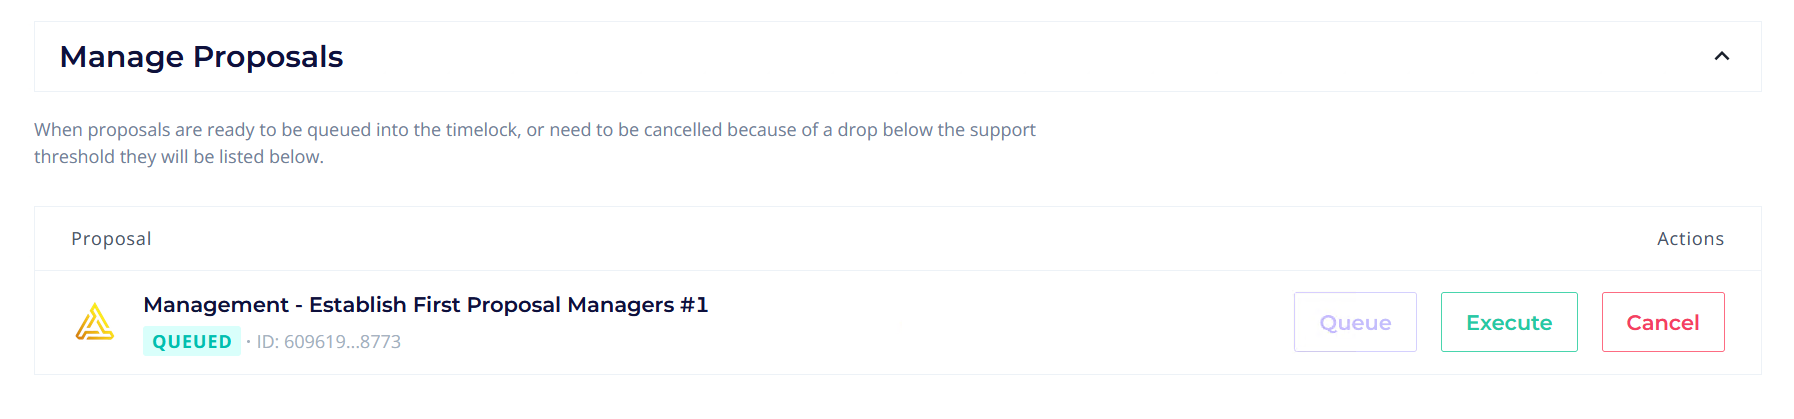 Manage Proposals
When proposals are ready to be queued into the timelock, or need to be cancelled because of a drop below the support
threshold they will be listed below.
Proposal Actions
Management - Establish First Proposal Managers #1
QUEUED · ID: 609619...8773
Queue Execute Cancel